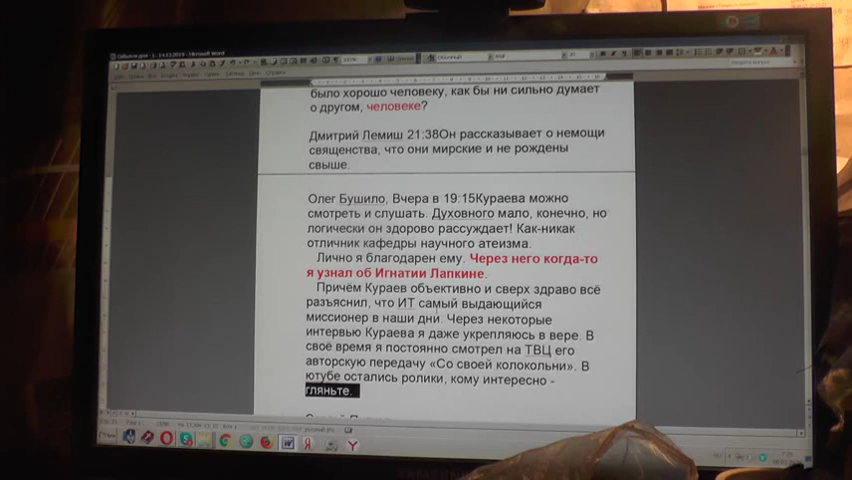 было хорошо человеку, как бы ни сильно думает
о другом, человеке?
Дмитрий Лемиш 21:38Он рассказывает о немощи
священства, что они мирские и не рождены
свыше.
Олег Бушило, Вчера в 19:15Кураева можно
смотреть и слушать. Духовного мало, конечно, но
логически он здорово рассуждает! Как-никак
отличник кафедры научного атеизма.
Лично я благодарен ему. Через него когда-то
я узнал об Игнатии Лапкине.
Причём Кураев объективно и сверх здраво всё
разъяснил, что ИТ самый выдающийся
миссионер в наши дни. Через некоторые
интервью Кураева я даже укрепляюсь в вере. В
своё время я постоянно смотрел на ТВЦ его
авторскую передачу «Со своей колокольни». В
ютубе остались ролики, кому интересно -
гляньте.